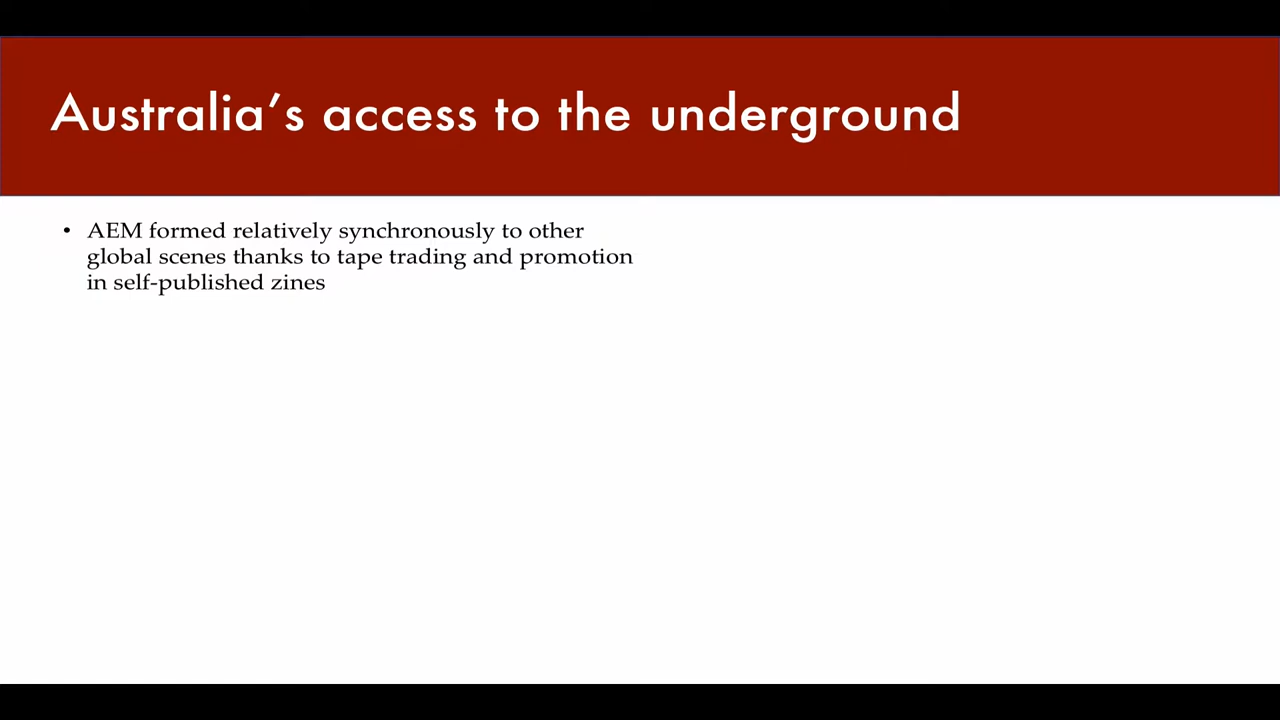 Australia’s access to the underground
• AEM formed relatively synchronously to other
global scenes thanks to tape trading and promotion
in self-published zines